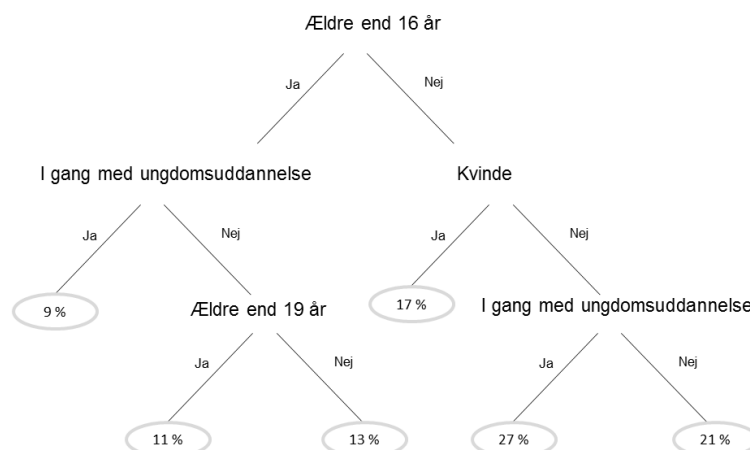 Ældre end 16 år
Ja
Nej
I gang med ungdomsuddannelse
Kvinde
Ja
Nej
Ja
Nej
9 %
Ældre end 19 år
17 %
I gang med ungdomsuddannelse
Ja
Nej
Ja
Nej
11 %
13 %
27 %
21 %